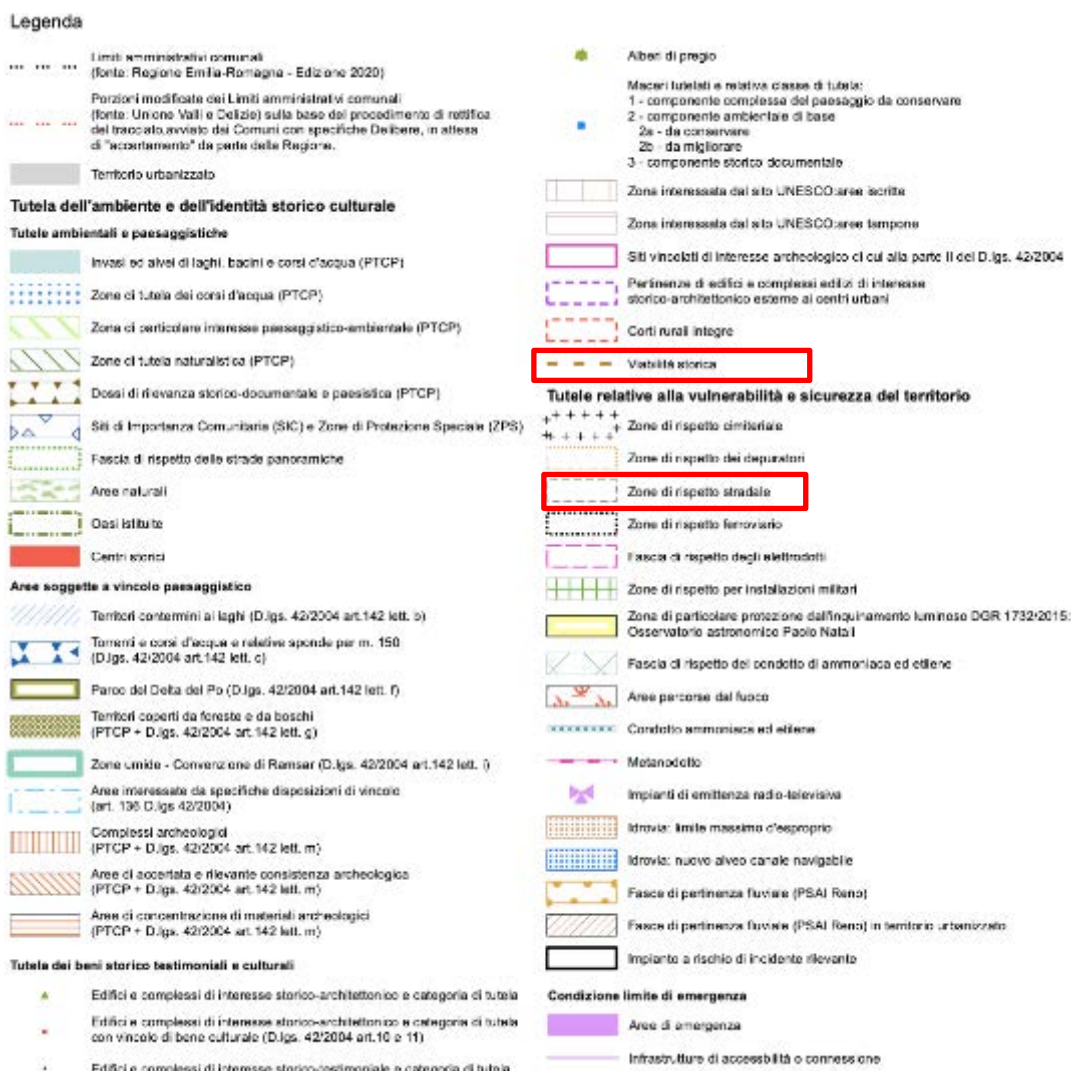 Legenda
Limiti amministrativi comunali
(fonte: Regione Emilia-Romagna - Edizione 2020)
Porzioni modificate dei Limiti amministrativi comunali
(fonte: Unione Valli e Delizie) sulla base del procedimento di rettifica
del tracciato,avviato dai Comuni con specifiche Delibere, in attesa
di "accertamento" da parte della Regione.
Territorio urbanizzato
Tutela dell'ambiente e dell'identità storico culturale
Tutele ambientali e paesaggistiche
Invasi ed alvei di laghi, bacini e corsi d'acqua (PTCP)
Zone di tutela dei corsi d'acqua (PTCP)
Zona di particolare interesse paesaggistico-ambientale (PTCP)
Zone di tutela naturalistica (PTCP)
Dossi di rilevanza storico-documentale e paesistica (PTCP)
Siti di Importanza Comunitaria (SIC) e Zone di Protezione Speciale (ZPS)
Fascia di rispetto delle strade panoramiche
Aree naturali
Oasi istituite
Centri storici
Aree soggette a vincolo paesaggistico
Territori contermini ai laghi (D.lgs. 42/2004 art.142 lett. b)
Torrenti e corsi d'acqua e relative sponde per m. 150
(D.lgs. 42/2004 art.142 lett. c)
Parco del Delta del Po (D.lgs. 42/2004 art.142 lett. f)
Territori coperti da foreste e da boschi
(PTCP + D.lgs. 42/2004 art.142 lett. g)
Zone umide - Convenzione di Ramsar (D.lgs. 42/2004 art.142 lett. i)
Aree interessate da specifiche disposizioni di vincolo
(art. 136 D.lgs 42/2004)
Complessi archeologici
(PTCP + D.lgs. 42/2004 art.142 lett. m)
Aree di accertata e rilevante consistenza archeologica
(PTCP + D.lgs. 42/2004 art.142 lett. m)
Aree di concentrazione di materiali archeologici
(PTCP + D.lgs. 42/2004 art.142 lett. m)
Tutela dei beni storico testimoniali e culturali
Edifici e complessi di interesse storico-architettonico e categoria di tutela
Edifici e complessi di interesse storico-architettonico e categoria di tutela
con vincolo di bene culturale (D.lgs. 42/2004 art.10 e 11)
Edifici e complessi di interesse storico-testimoniale e categoria di tutela
Alberi di pregio
Maceri tutelati e relativa classe di tutela:
1 - componente complessa del paesaggio da conservare
2 - componente ambientale di base
2a - da conservare
2b - da migliorare
3 - componente storico documentale
Zona interessata dal sito UNESCO:aree iscritte
Zona interessata dal sito UNESCO:aree tampone
Siti vincolati di interesse archeologico di cui alla parte II del D.lgs. 42/2004
Pertinenze di edifici e complessi edilizi di interesse
storico-architettonico esterne ai centri urbani
Corti rurali integre
Viabilità storica
Tutele relative alla vulnerabilità e sicurezza del territorio
Zone di rispetto cimiteriale
Zone di rispetto dei depuratori
Zone di rispetto stradale
Zone di rispetto ferroviario
Fascia di rispetto degli elettrodotti
Zone di rispetto per installazioni militari
Zona di particolare protezione dall'inquinamento luminoso DGR 1732/2015:
Osservatorio astronomico Paolo Natali
Fascia di rispetto del condotto di ammoniaca ed etilene
Aree percorse dal fuoco
Condotto ammoniaca ed etilene
Metanodotto
Impianti di emittenza radio-televisiva
Idrovia: limite massimo d'esproprio
Idrovia: nuovo alveo canale navigabile
Fasce di pertinenza fluviale (PSAI Reno)
Fasce di pertinenza fluviale (PSAI Reno) in territorio urbanizzato
Impianto a rischio di incidente rilevante
Condizione limite di emergenza
Aree di emergenza
Infrastrutture di accessbilità o connessione